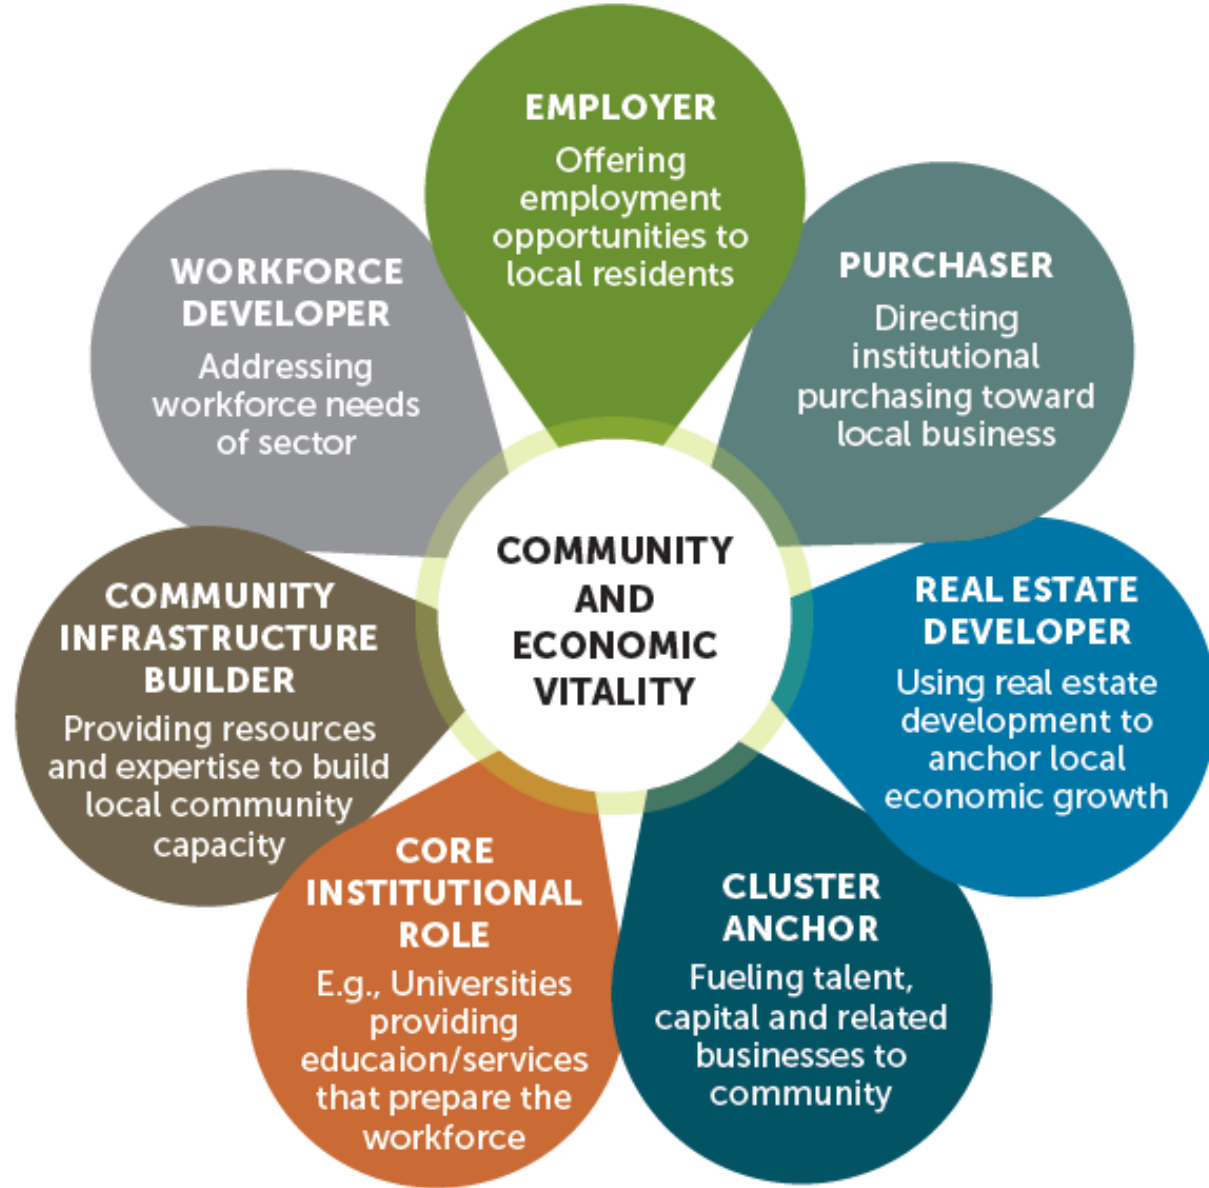 EMPLOYER
Offering
employment
opportunities to
local residents
PURCHASER
Directing
institutional
purchasing toward
local business
REAL ESTATE
DEVELOPER
Using real estate
development to
anchor local
economic growth
CLUSTER
ANCHOR
Fueling talent,
capital and related
businesses to
community
CORE
INSTITUTIONAL
ROLE
E.g., Universities
providing
educaion/services
that prepare the
workforce
COMMUNITY
INFRASTRUCTURE
BUILDER
Providing resources
and expertise to build
local community
capacity
WORKFORCE
DEVELOPER
Addressing
workforce needs
of sector
COMMUNITY
AND
ECONOMIC
VITALITY